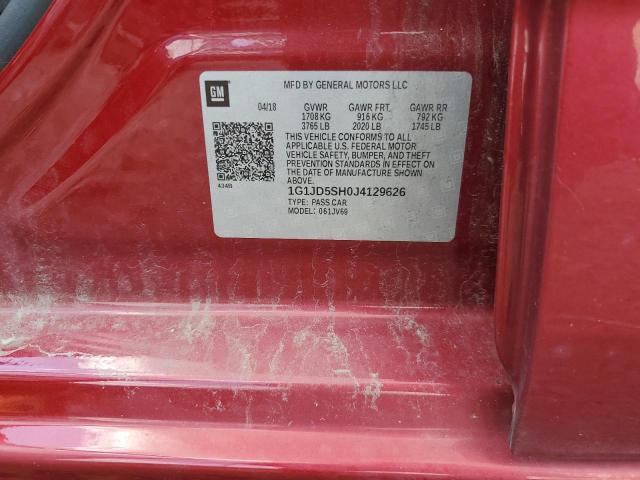 GM
MFD BY GENERAL MOTORS LLC
04/18 GVWR GAWR FRT. GAWR RR
1708 KG 916 KG 792 KG
3765 LB 2020 LB 1745 LB
THIS VEHICLE CONFORMS TO ALL
APPLICABLE U.S. FEDERAL MOTOR
VEHICLE SAFETY, BUMPER, AND THEFT
PREVENTION STANDARDS IN EFFECT ON THE
DATE OF MANUFACTURE SHOWN ABOVE.
1G1JD5SH0J4129626
TYPE: PASS CAR
MODEL: 061JV69